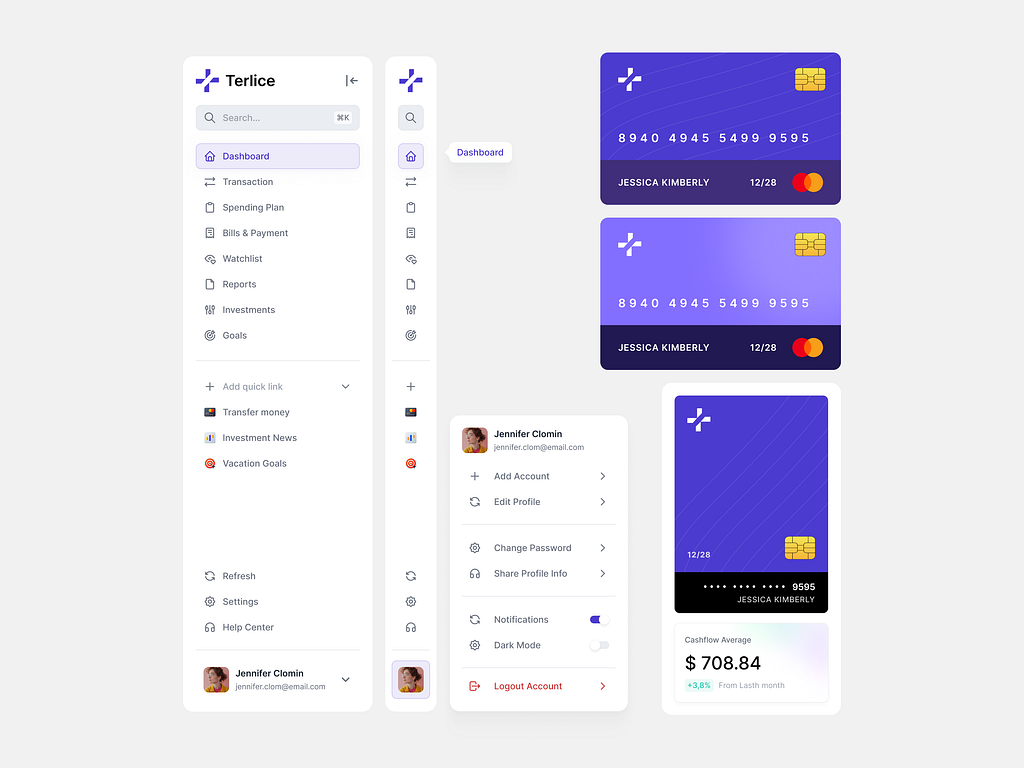 Terlice
Search...
⌘K
Dashboard
Transaction
Spending Plan
Bills & Payment
Watchlist
Reports
Investments
Goals
Add quick link
Transfer money
Investment News
Vacation Goals
Refresh
Settings
Help Center
Jennifer Clomin
jennifer.clom@email.com
Dashboard
Jennifer Clomin
jennifer.clom@email.com
Add Account
Edit Profile
Change Password
Share Profile Info
Notifications
Dark Mode
Logout Account
8940 4945 5499 9595
JESSICA KIMBERLY 12/28
8940 4945 5499 9595
JESSICA KIMBERLY 12/28
12/28
•••• •••• •••• 9595
JESSICA KIMBERLY
Cashflow Average
$ 708.84
+3,8% From Lasth month